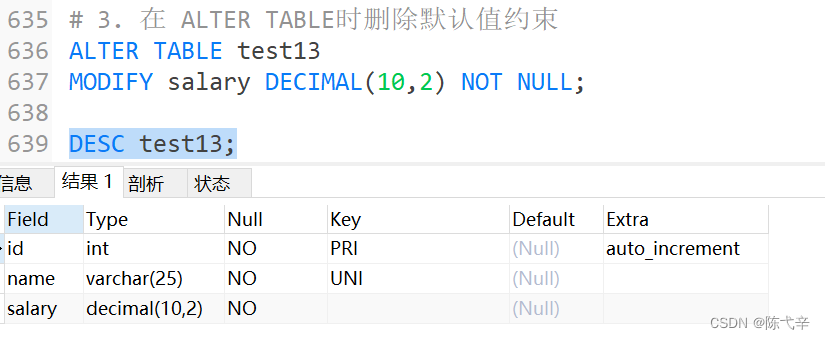 635 # 3. 在 ALTER TABLE时删除默认值约束
636 ALTER TABLE test13
637 MODIFY salary DECIMAL(10,2) NOT NULL;
638
639 DESC test13;
信息 结果 1 剖析 状态
Field Type Null Key Default Extra
id int NO PRI (Null) auto_increment
name varchar(25) NO UNI (Null)
salary decimal(10,2) NO (Null)
CSDN @陈弋辛